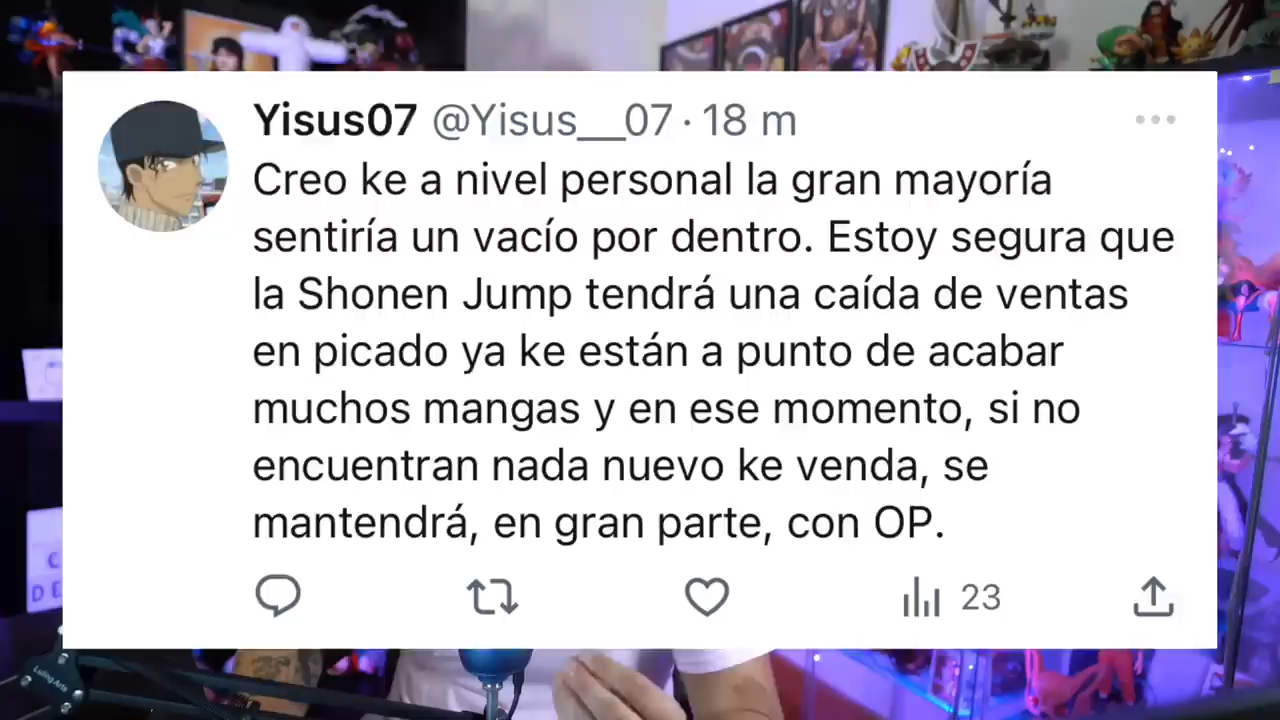 Yisus07 @Yisus__07 · 18 m
Creo ke a nivel personal la gran mayoría
sentiría un vacío por dentro. Estoy segura que
la Shonen Jump tendrá una caída de ventas
en picado ya ke están a punto de acabar
muchos mangas y en ese momento, si no
encuentran nada nuevo ke venda, se
mantendrá, en gran parte, con OP.
23
C
DE